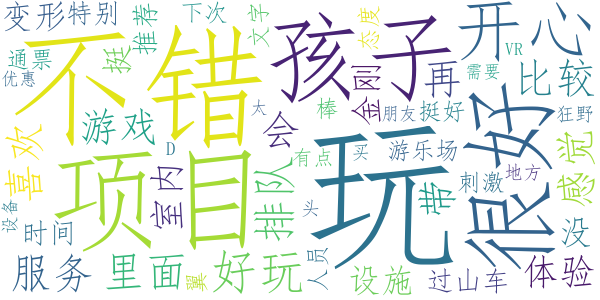 变形
特别
推荐
下次
文字
态度
开心
VR
通票
优惠
挺
不错
孩子
金刚
再
需要
比较
狂野
喜欢
游戏
D
大
会
棒
朋友
挺好
很好
感觉
项目
室内
排队
有点
玩
买
游乐场
带
刺激
地方
没
设备
时间
服务
里面
翼
好玩
头
人员
设施
过山车
体验